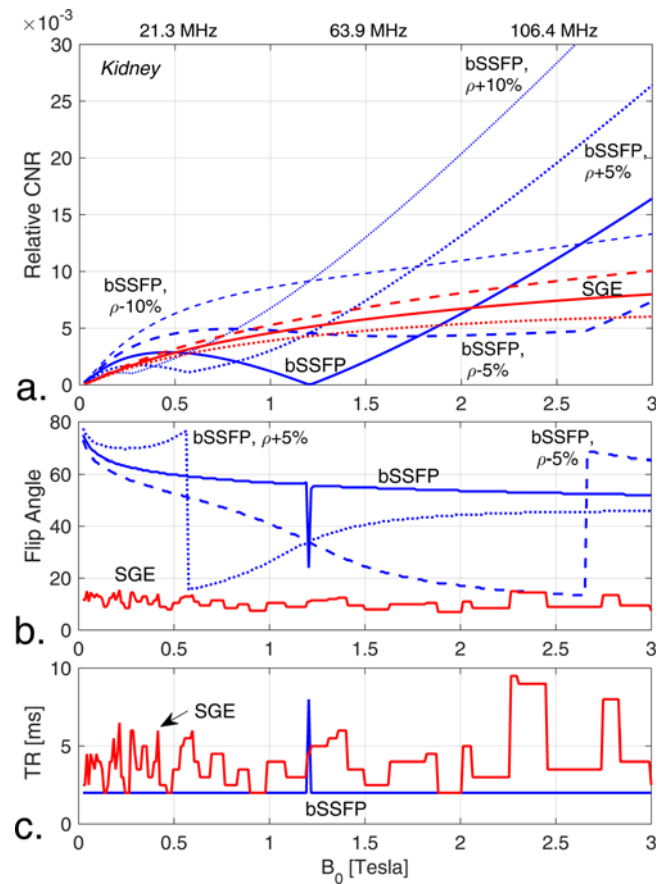 ×10⁻³
21.3 MHz 63.9 MHz 106.4 MHz
30
Kidney
bSSFP,
ρ+10%
25
20
bSSFP,
ρ+5%
15
Relative CNR
10
bSSFP,
ρ-10%
SGE
5
bSSFP
bSSFP,
ρ-5%
0
a.
0 0.5 1 1.5 2 2.5 3
80
bSSFP, ρ+5%
bSSFP,
ρ-5%
60
bSSFP
Flip Angle
40
20
SGE
0
b.
0 0.5 1 1.5 2 2.5 3
10
SGE
TR [ms]
5
bSSFP
0
c.
0 0.5 1 1.5 2 2.5 3
B₀ [Tesla]